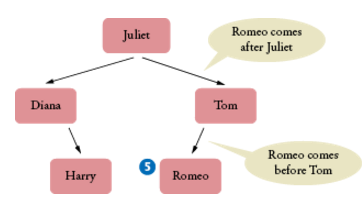 Juliet
Romeo comes
after Juliet
Diana
Tom
Harry
5
Romeo
Romeo comes
before Tom